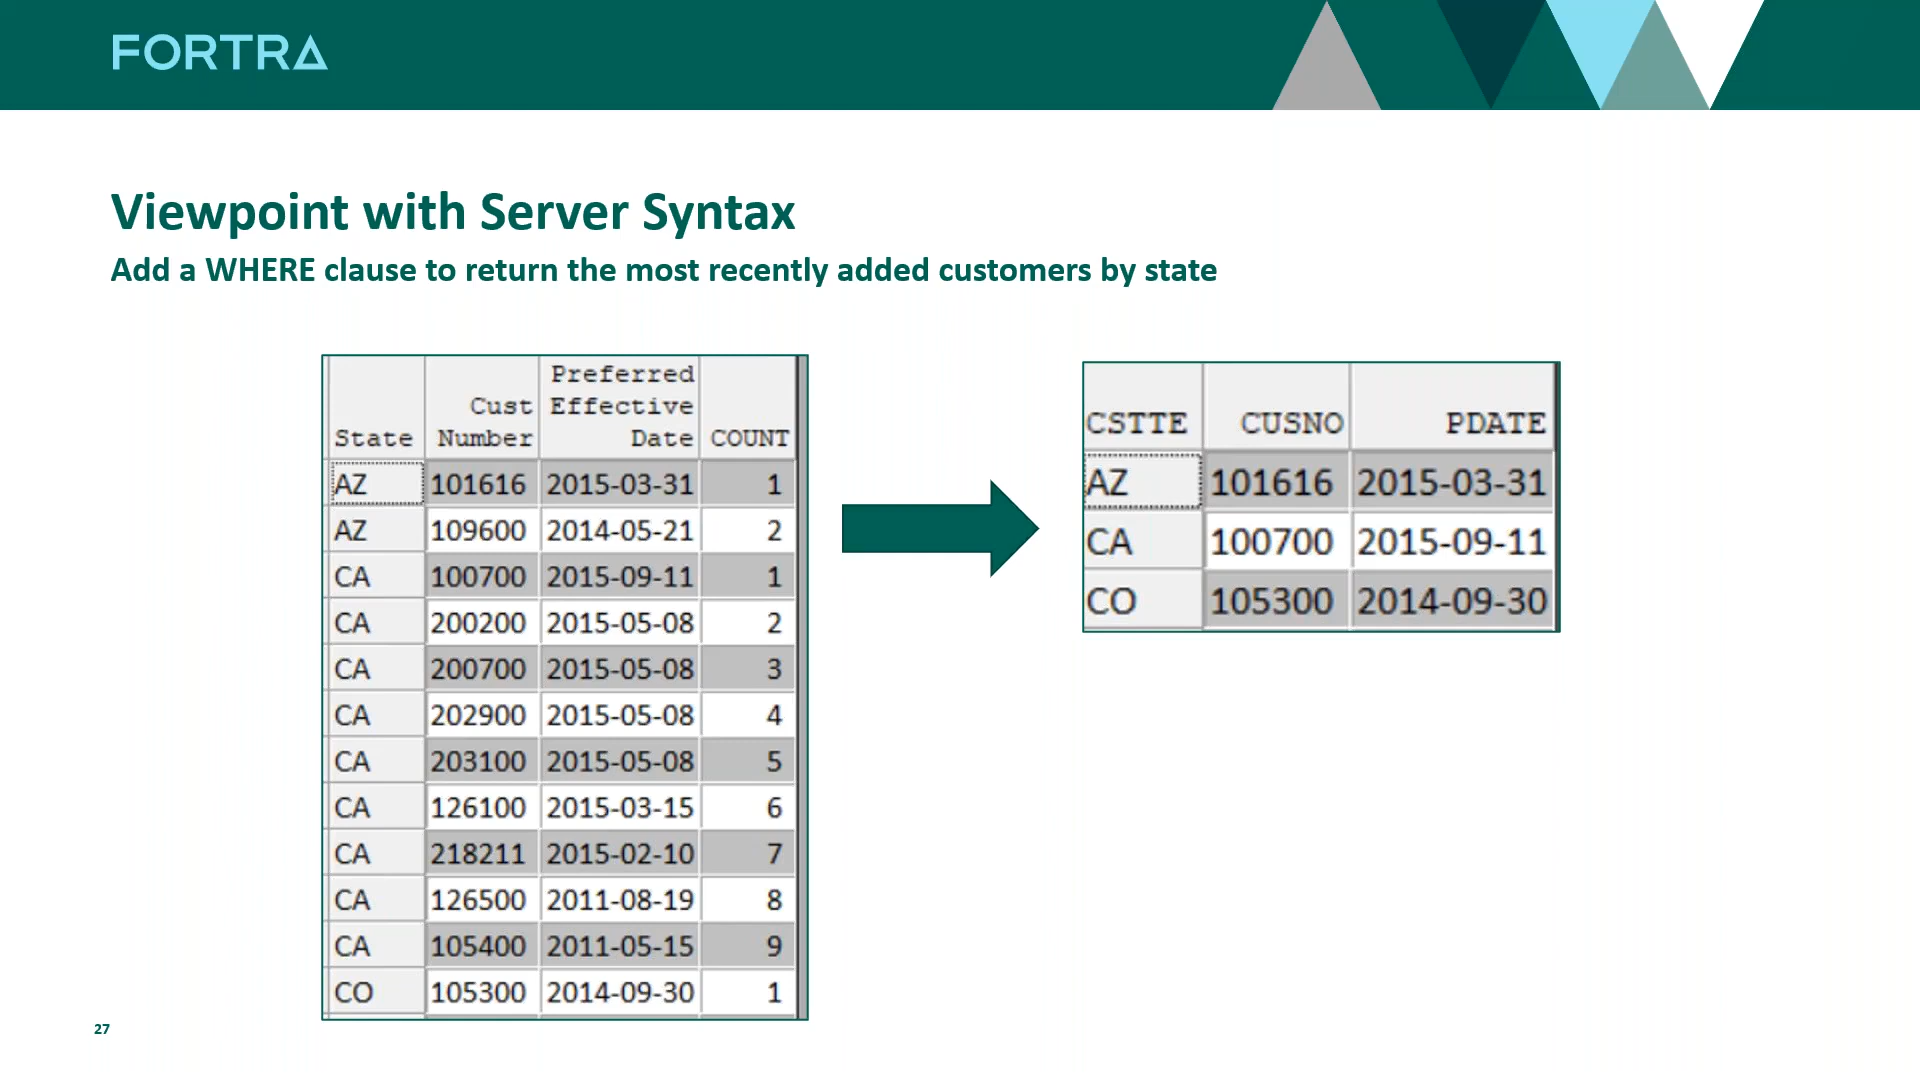 FORTRA
Viewpoint with Server Syntax
Add a WHERE clause to return the most recently added customers by state
State Cust Number Preferred Effective Date COUNT
AZ 101616 2015-03-31 1
AZ 109600 2014-05-21 2
CA 100700 2015-09-11 1
CA 200200 2015-05-08 2
CA 200700 2015-05-08 3
CA 202900 2015-05-08 4
CA 203100 2015-05-08 5
CA 126100 2015-03-15 6
CA 218211 2015-02-10 7
CA 126500 2011-08-19 8
CA 105400 2011-05-15 9
CO 105300 2014-09-30 1
CSTTE CUSNO PDATE
AZ 101616 2015-03-31
CA 100700 2015-09-11
CO 105300 2014-09-30
27